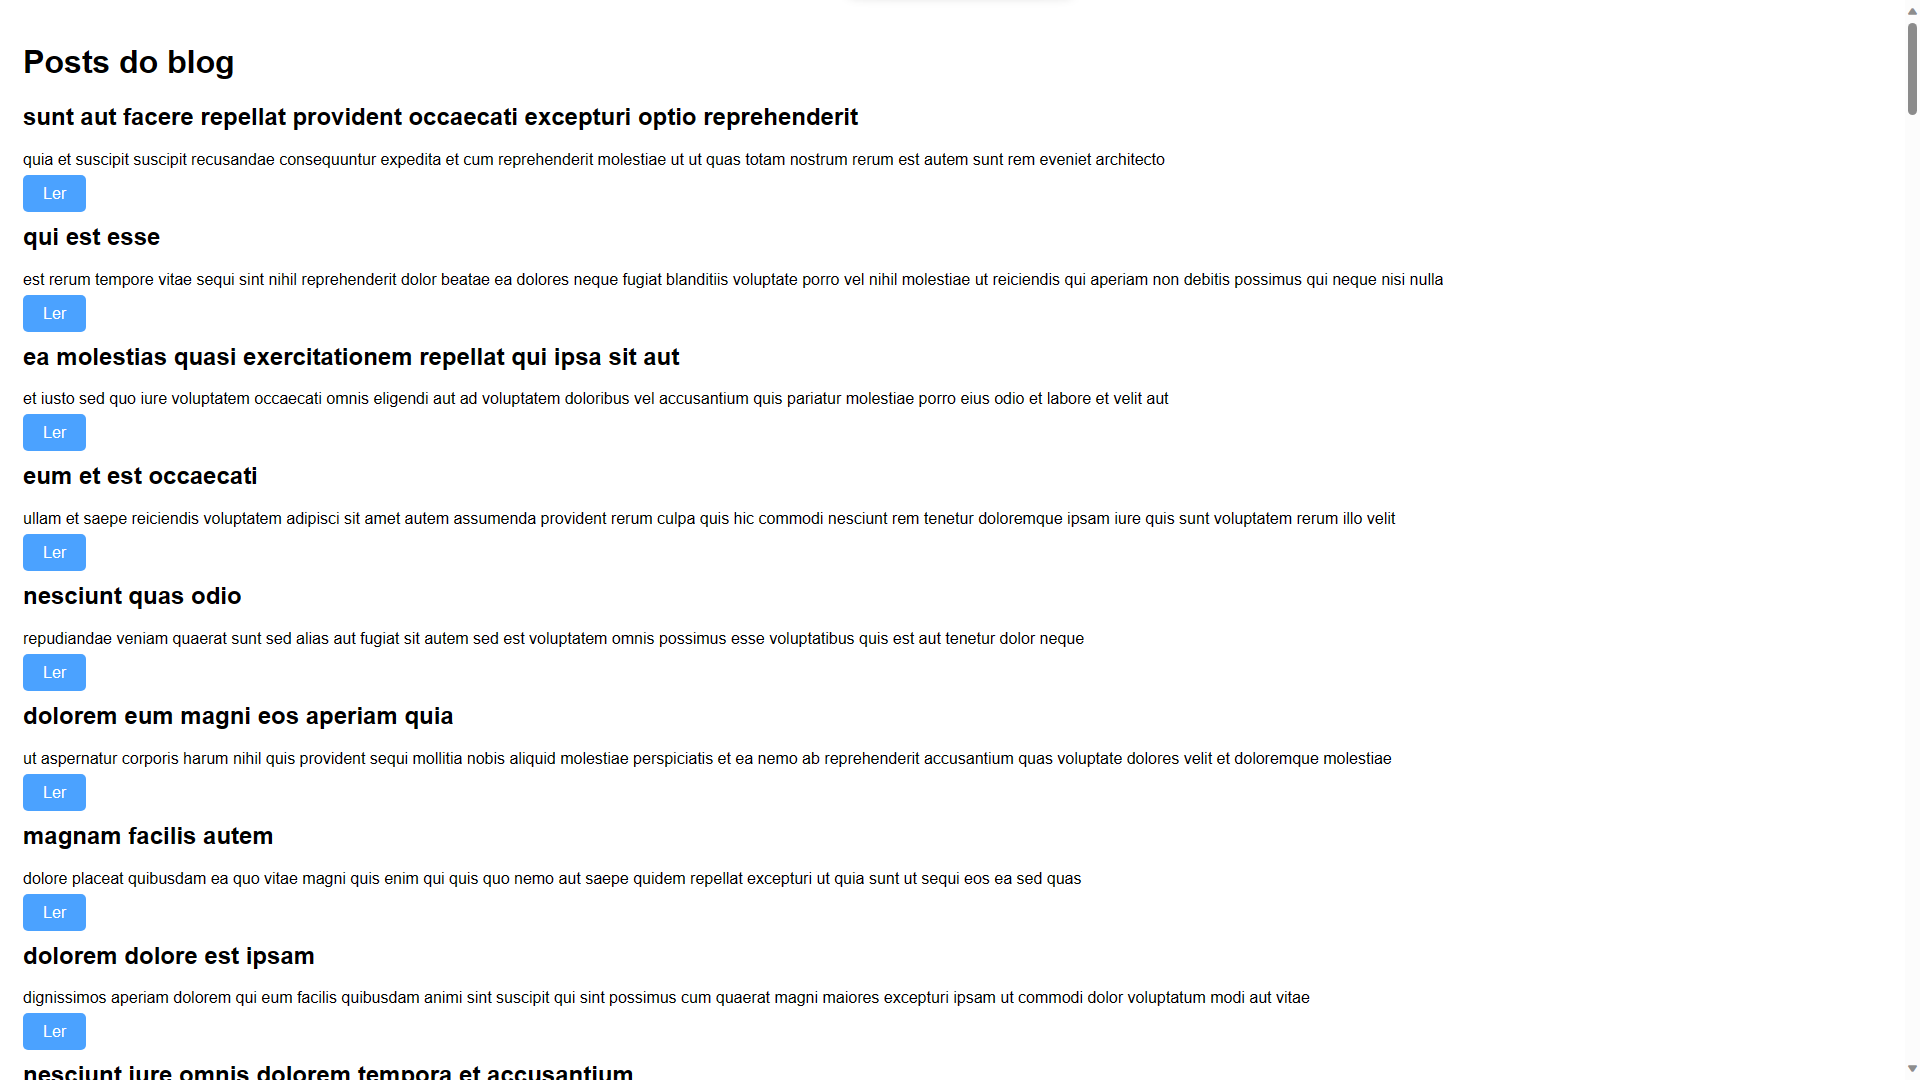 Posts do blog
sunt aut facere repellat provident occaecati excepturi optio reprehenderit
quia et suscipit suscipit recusandae consequuntur expedita et cum reprehenderit molestiae ut ut quas totam nostrum rerum est autem sunt rem eveniet architecto
Ler
qui est esse
est rerum tempore vitae sequi sint nihil reprehenderit dolor beatae ea dolores neque fugiat blanditiis voluptate porro vel nihil molestiae ut reiciendis qui aperiam non debitis possimus qui neque nisi nulla
Ler
ea molestias quasi exercitationem repellat qui ipsa sit aut
et iusto sed quo iure voluptatem occaecati omnis eligendi aut ad voluptatem doloribus vel accusantium quis pariatur molestiae porro eius odio et labore et velit aut
Ler
eum et est occaecati
ullam et saepe reiciendis voluptatem adipisci sit amet autem assumenda provident rerum culpa quis hic commodi nesciunt rem tenetur doloremque ipsam iure quis sunt voluptatem rerum illo velit
Ler
nesciunt quas odio
repudiandae veniam quaerat sunt sed alias aut fugiat sit autem sed est voluptatem omnis possimus esse voluptatibus quis est aut tenetur dolor neque
Ler
dolorem eum magni eos aperiam quia
ut aspernatur corporis harum nihil quis provident sequi mollitia nobis aliquid molestiae perspiciatis et ea nemo ab reprehenderit accusantium quas voluptate dolores velit et doloremque molestiae
Ler
magnam facilis autem
dolore placeat quibusdam ea quo vitae magni quis enim qui quis quo nemo aut saepe quidem repellat excepturi ut quia sunt ut sequi eos ea sed quas
Ler
dolorem dolore est ipsam
dignissimos aperiam dolorem qui eum facilis quibusdam animi sint suscipit qui sint possimus cum quaerat magni maiores excepturi ipsam ut commodi dolor voluptatum modi aut vitae
Ler
nesciunt iure omnis dolorem tempora et accusantium